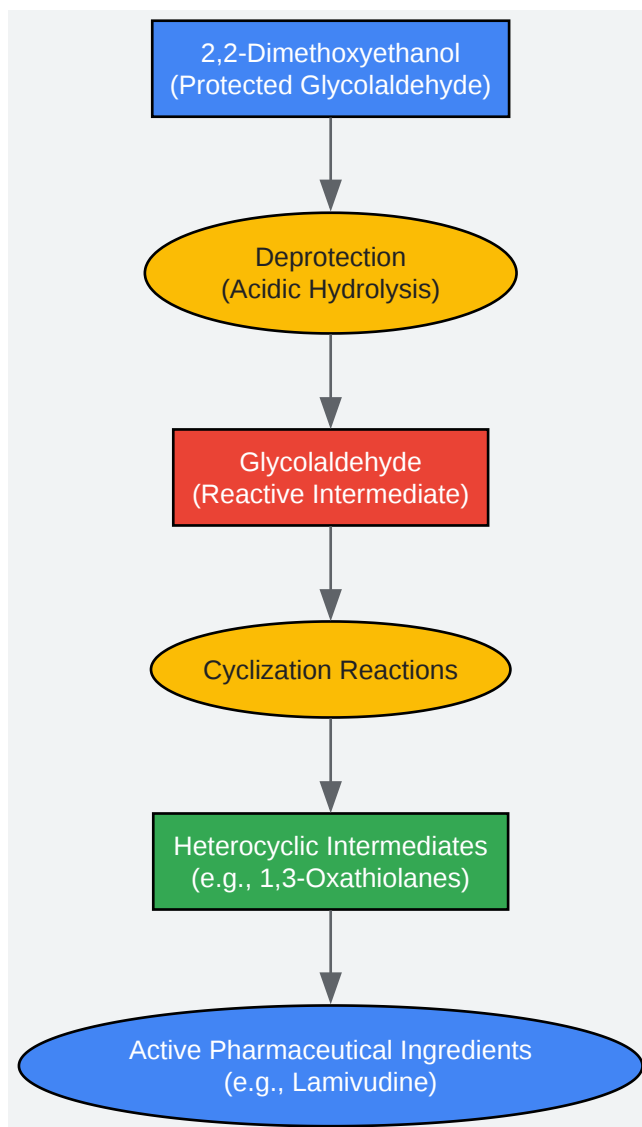 2,2-Dimethoxyethanol
(Protected Glycolaldehyde)
Deprotection
(Acidic Hydrolysis)
Glycolaldehyde
(Reactive Intermediate)
Cyclization Reactions
Heterocyclic Intermediates
(e.g., 1,3-Oxathiolanes)
Active Pharmaceutical Ingredients
(e.g., Lamivudine)